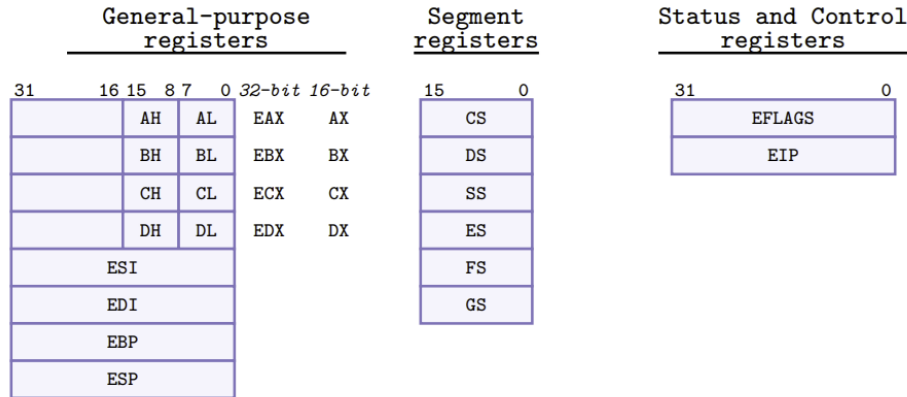 General-purpose
registers
31 16 15 8 7 0 32-bit 16-bit
AH AL EAX AX
BH BL EBX BX
CH CL ECX CX
DH DL EDX DX
ESI
EDI
EBP
ESP
Segment
registers
15 0
CS
DS
SS
ES
FS
GS
Status and Control
registers
31 0
EFLAGS
EIP